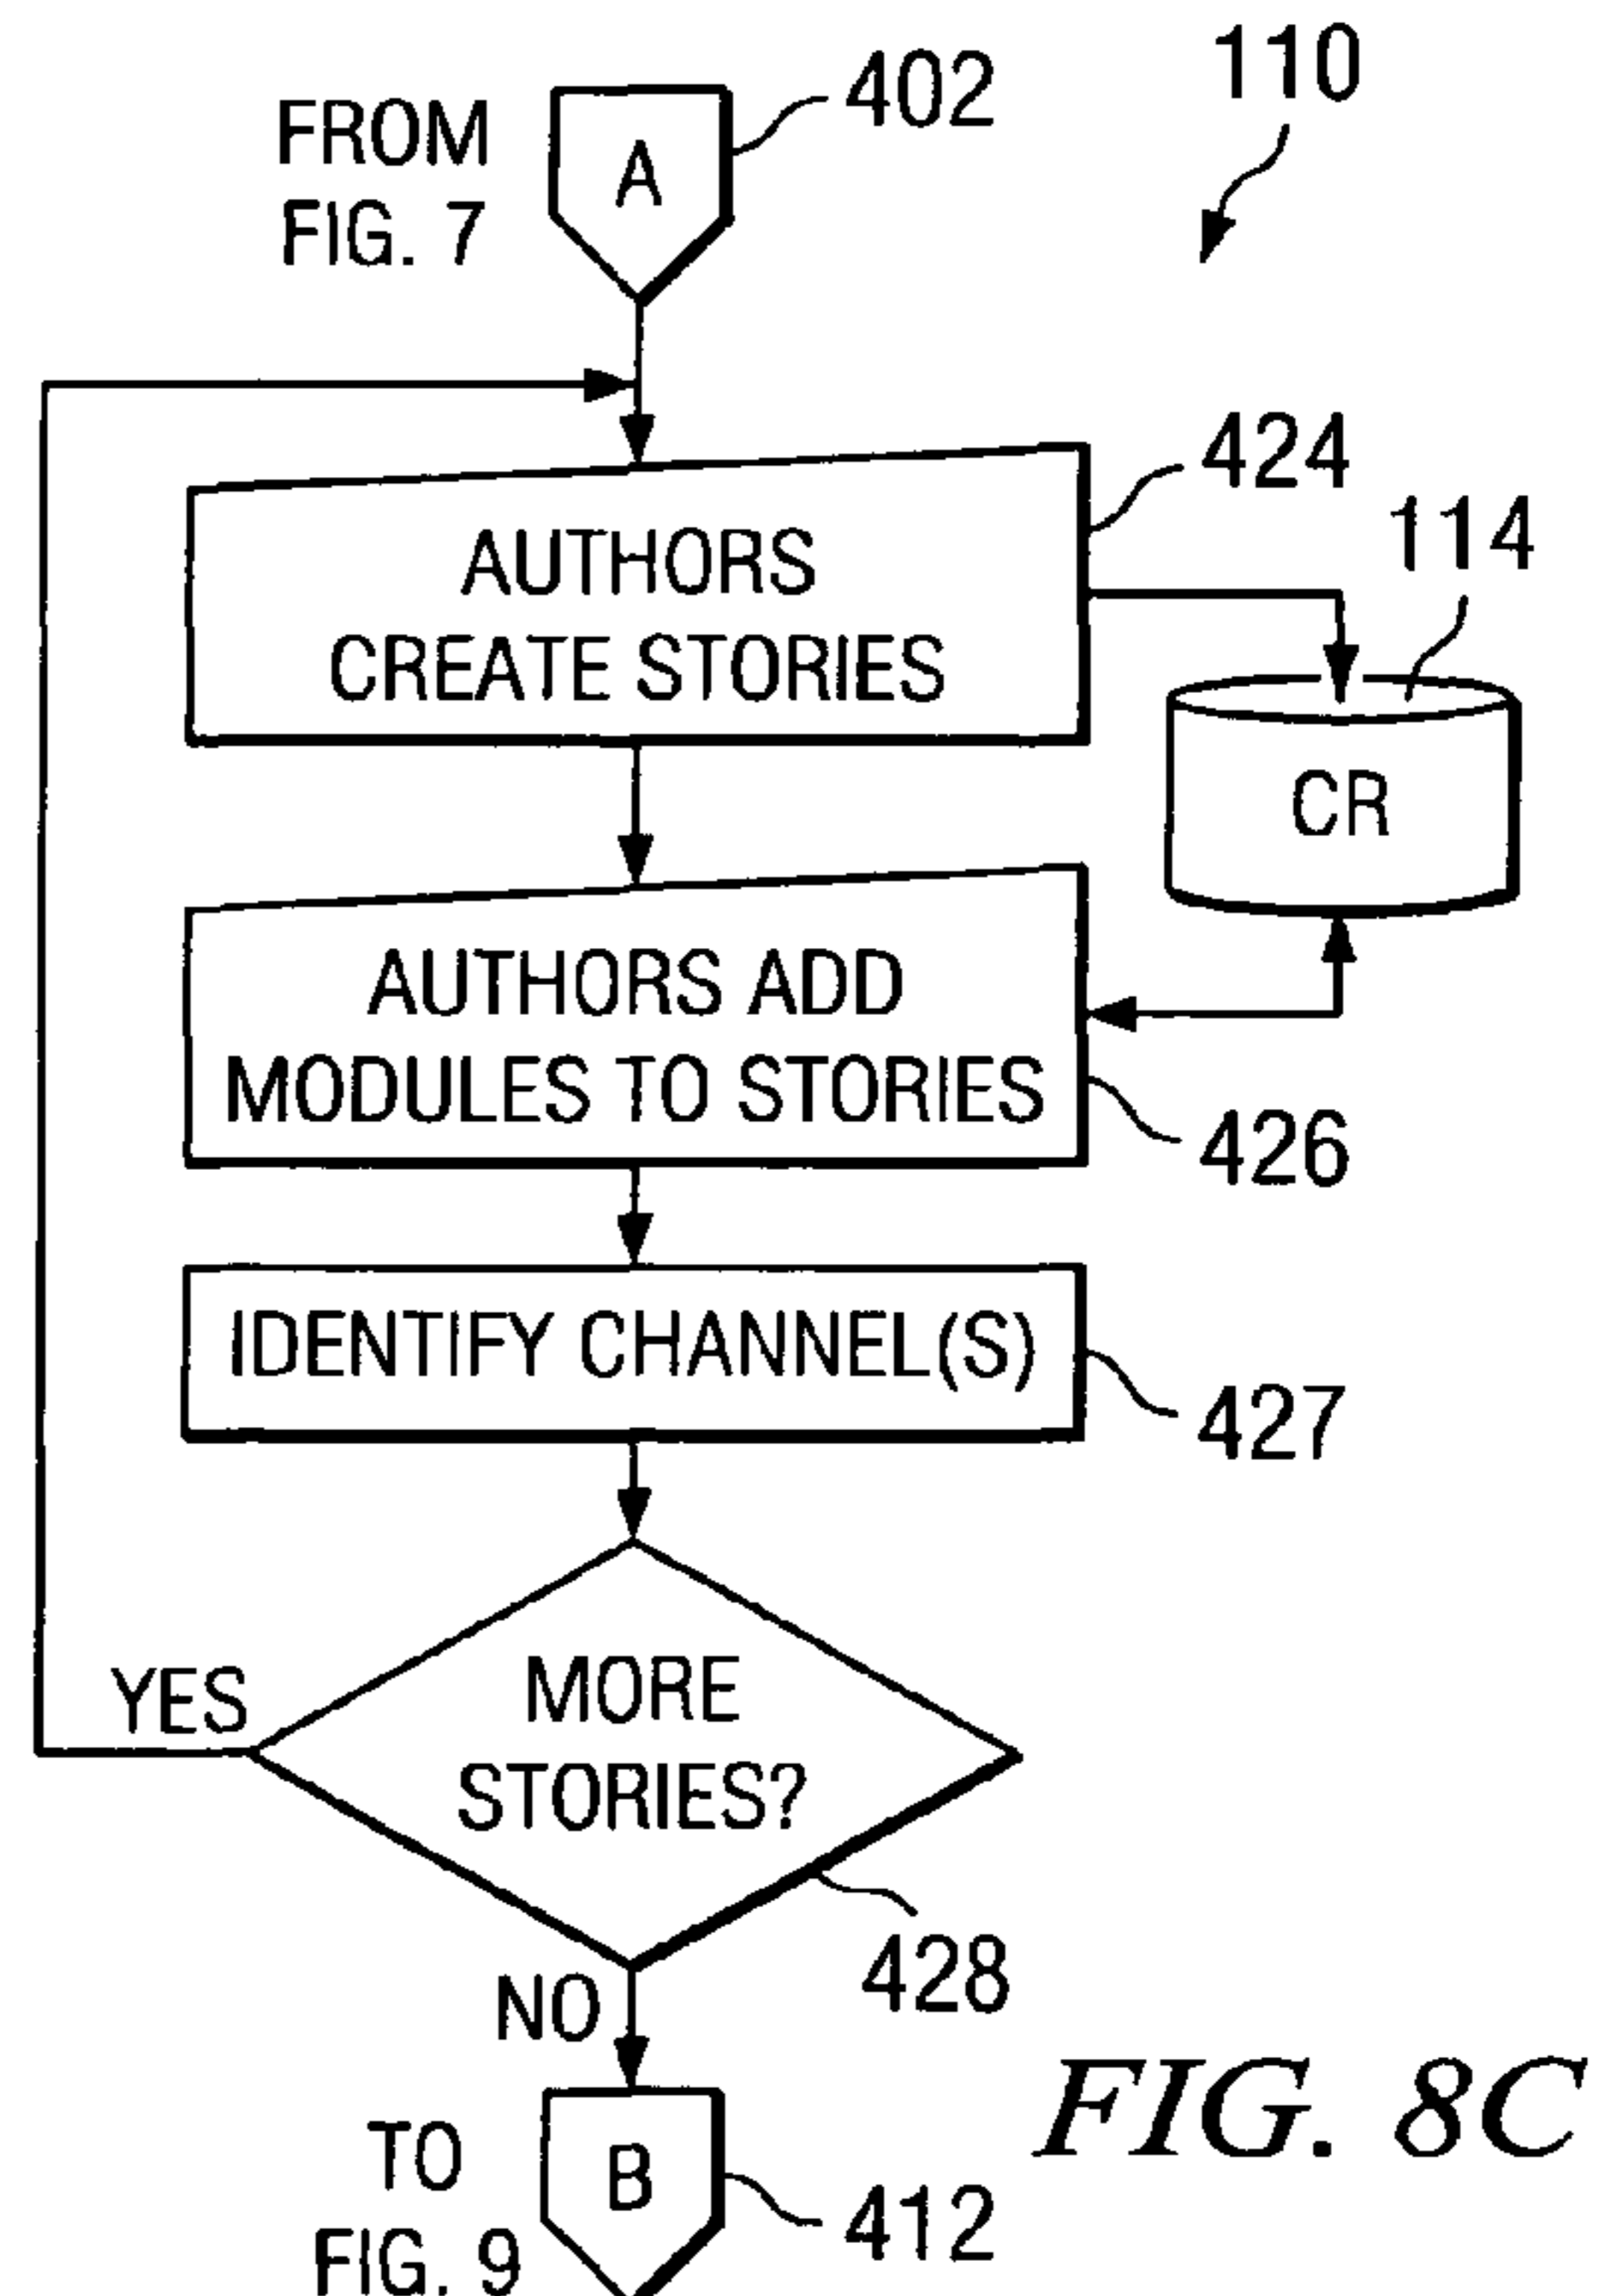 110
402
FROM
FIG. 7
A
424
114
AUTHORS
CREATE STORIES
CR
AUTHORS ADD
MODULES TO STORIES
426
IDENTIFY CHANNEL(S)
427
YES
MORE
STORIES?
428
NO
TO
FIG. 9
B
412
FIG. 8C